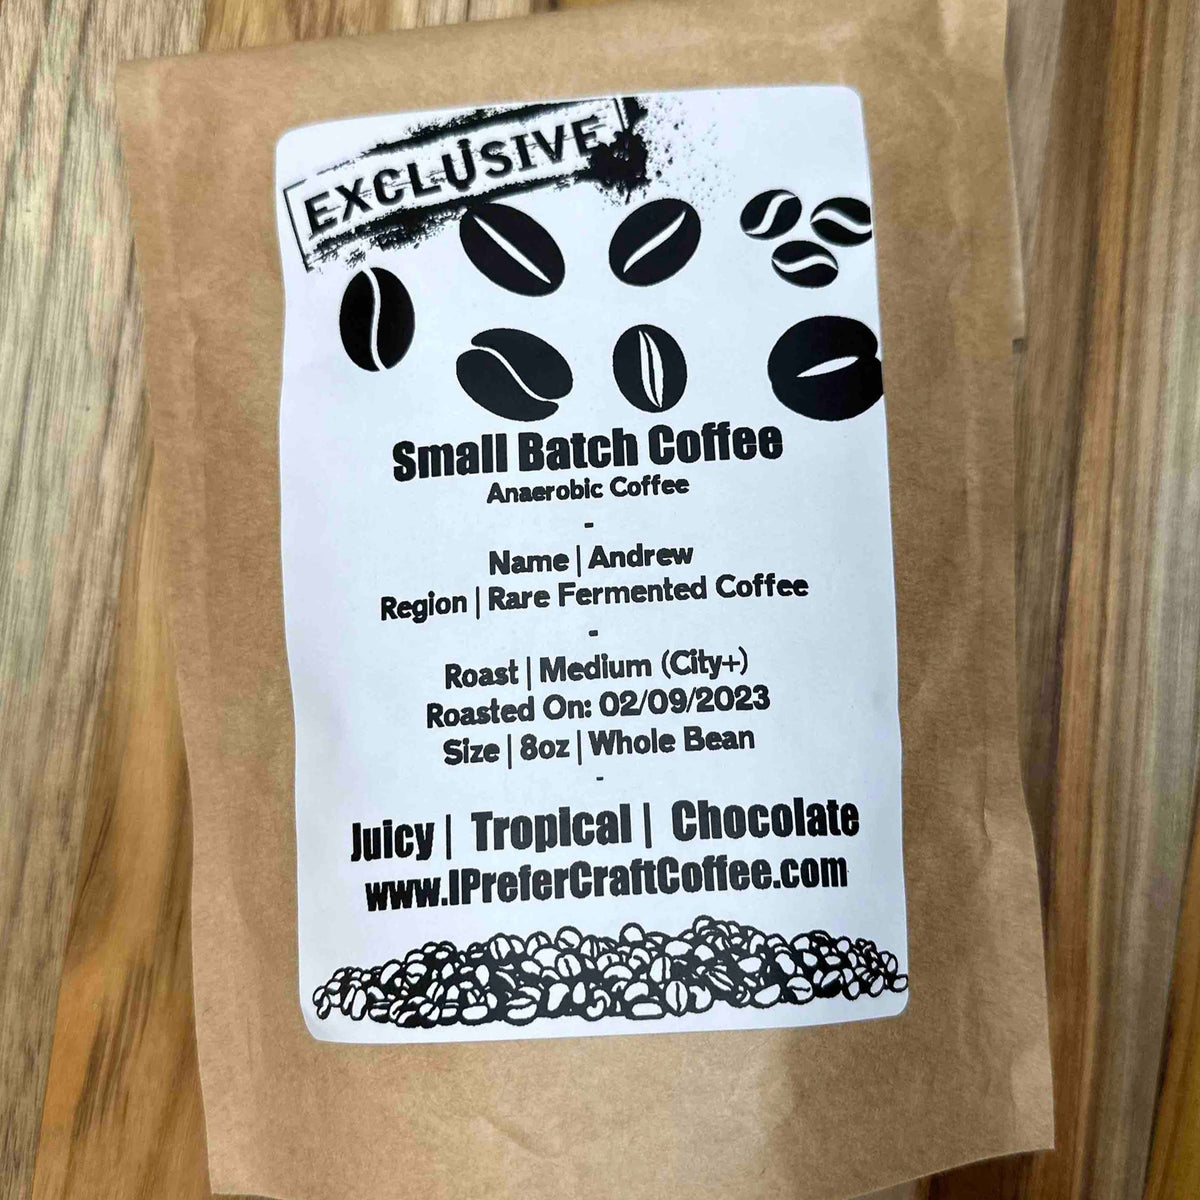 EXCLUSIVE
Small Batch Coffee
Anaerobic Coffee
-
Name | Andrew
Region | Rare Fermented Coffee
-
Roast | Medium (City+)
Roasted On: 02/09/2023
Size | 8oz | Whole Bean
-
Juicy | Tropical | Chocolate
www.IPreferCraftCoffee.com